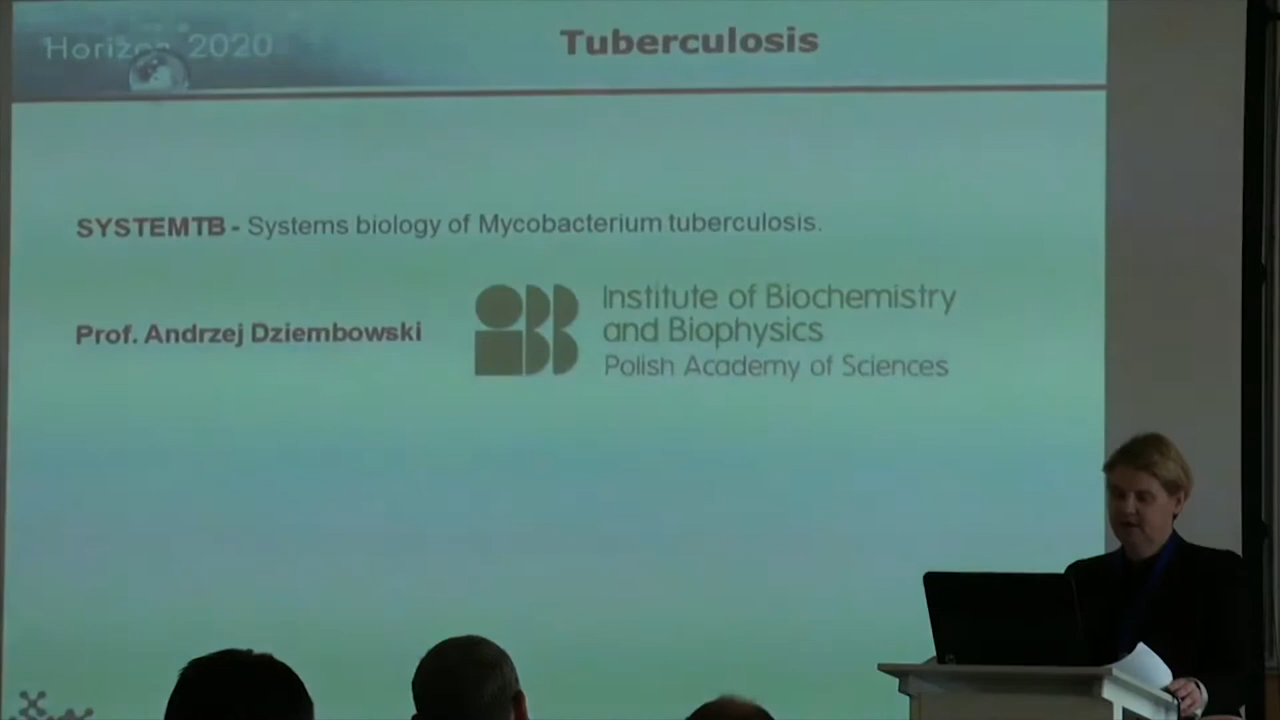 Horizon 2020
Tuberculosis
SYSTEMTB - Systems biology of Mycobacterium tuberculosis.
Prof. Andrzej Dziembowski
Institute of Biochemistry
and Biophysics
Polish Academy of Sciences